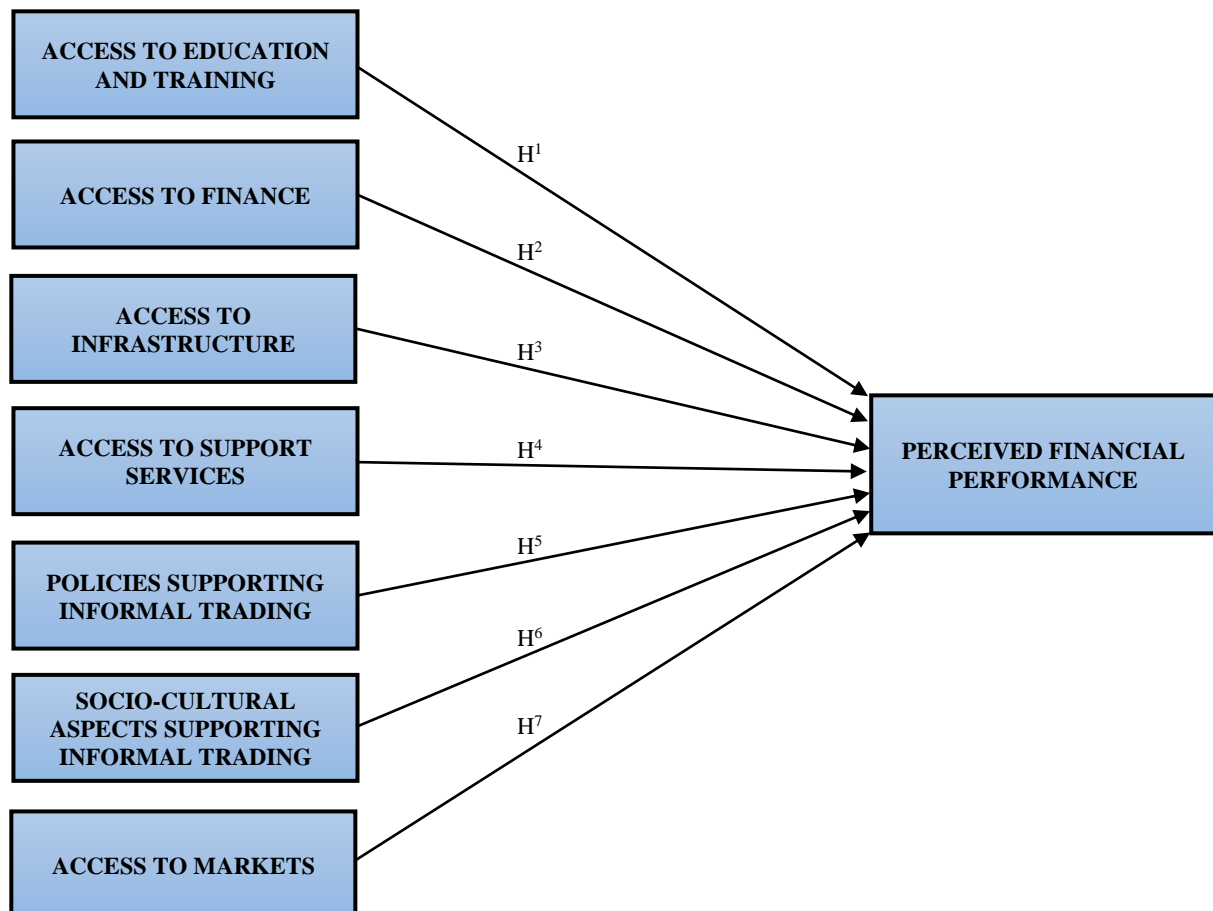 ACCESS TO EDUCATION
AND TRAINING
H¹
ACCESS TO FINANCE
H²
ACCESS TO
INFRASTRUCTURE
H³
ACCESS TO SUPPORT
SERVICES
H⁴
PERCEIVED FINANCIAL
PERFORMANCE
POLICIES SUPPORTING
INFORMAL TRADING
H⁵
SOCIO-CULTURAL
ASPECTS SUPPORTING
INFORMAL TRADING
H⁶
ACCESS TO MARKETS
H⁷